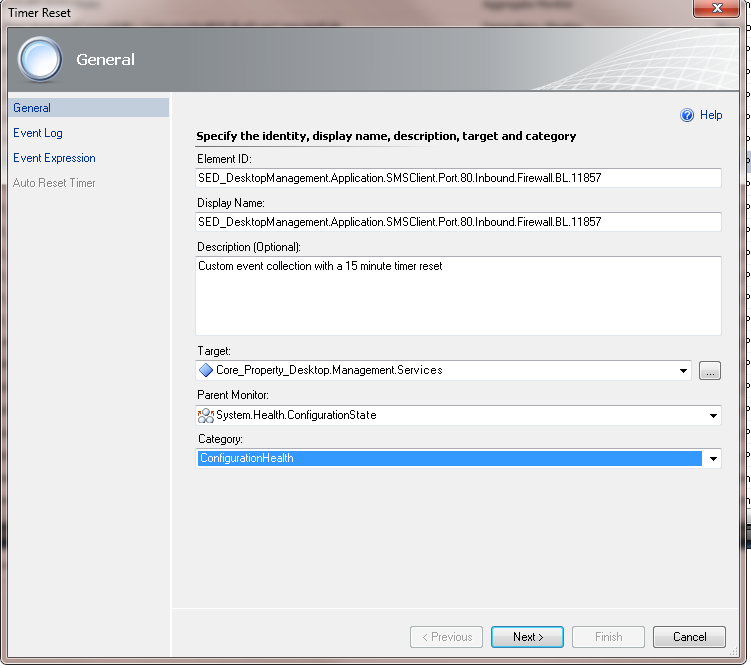 Timer Reset
General
General
Event Log
Event Expression
Auto Reset Timer
Help
Specify the identity, display name, description, target and category
Element ID:
SED_DesktopManagement.Application.SMSClient.Port.80.Inbound.Firewall.BL.11857
Display Name:
SED_DesktopManagement.Application.SMSClient.Port.80.Inbound.Firewall.BL.11857
Description (Optional):
Custom event collection with a 15 minute timer reset
Target:
Core_Property_Desktop.Management.Services
...
Parent Monitor:
System.Health.ConfigurationState
Category:
ConfigurationHealth
< Previous
Next >
Finish
Cancel